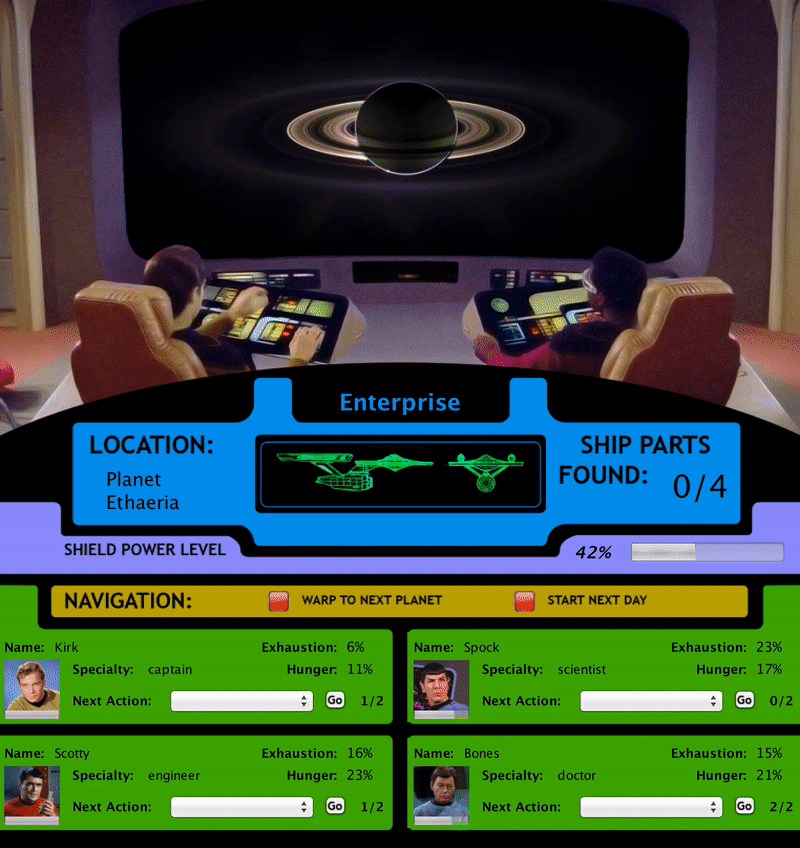 Enterprise
LOCATION:
Planet
Ethaeria
SHIP PARTS
FOUND:
0/4
SHIELD POWER LEVEL
42%
NAVIGATION:
WARP TO NEXT PLANET
START NEXT DAY
Name: Kirk
Exhaustion: 6%
Specialty: captain
Hunger: 11%
Next Action:
Go
1/2
Name: Spock
Exhaustion: 23%
Specialty: scientist
Hunger: 17%
Next Action:
Go
0/2
Name: Scotty
Exhaustion: 16%
Specialty: engineer
Hunger: 23%
Next Action:
Go
1/2
Name: Bones
Exhaustion: 15%
Specialty: doctor
Hunger: 21%
Next Action:
Go
2/2